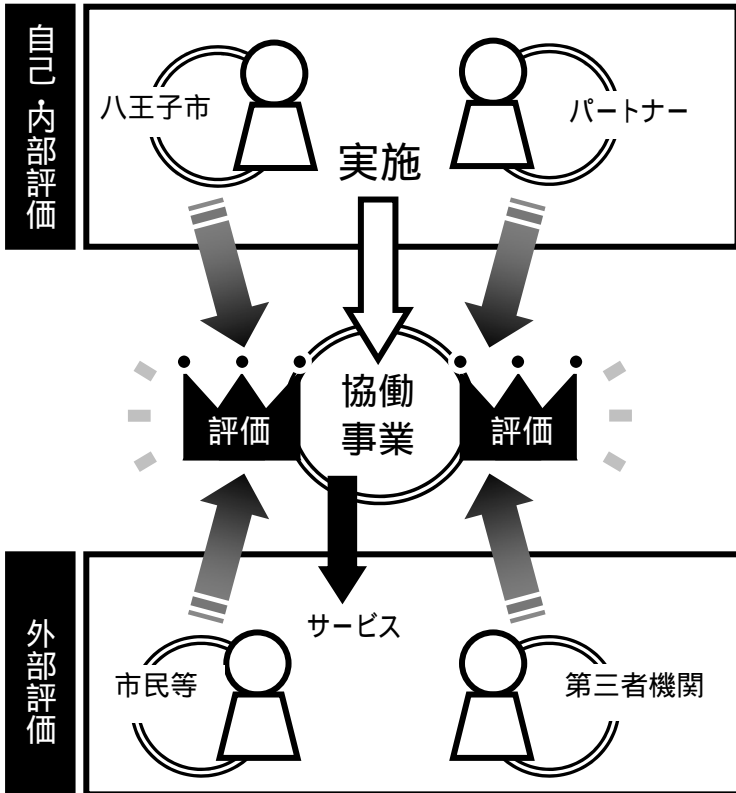 自己・内部評価
八王子市
パートナー
実施
協働
事業
評価
評価
サービス
外部評価
市民等
第三者機関